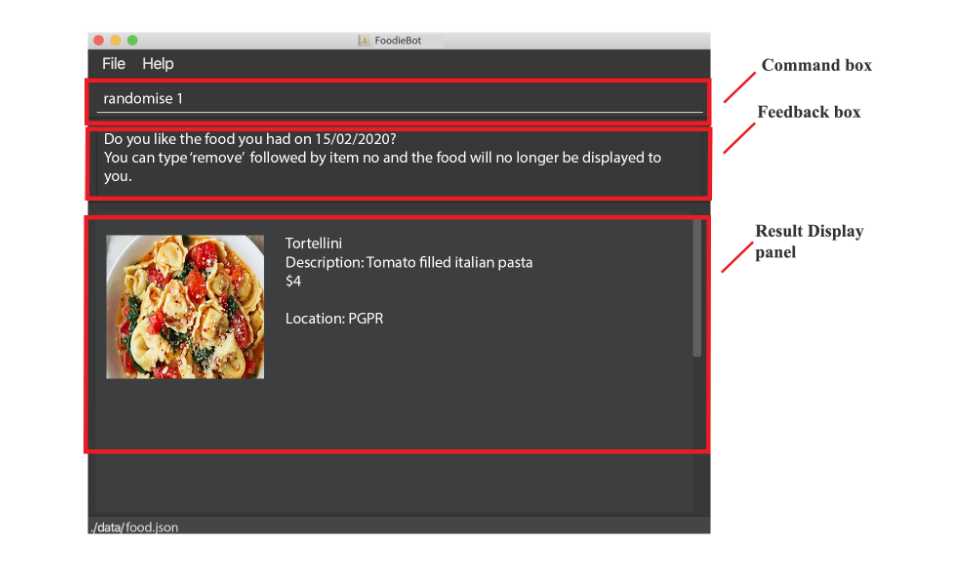 FoodieBot
File Help
Command box
randomise 1
Feedback box
Do you like the food you had on 15/02/2020?
You can type ‘remove’ followed by item no and the food will no longer be displayed to
you.
Result Display
panel
Tortellini
Description: Tomato filled italian pasta
$4
Location: PGPR
./data/food.json